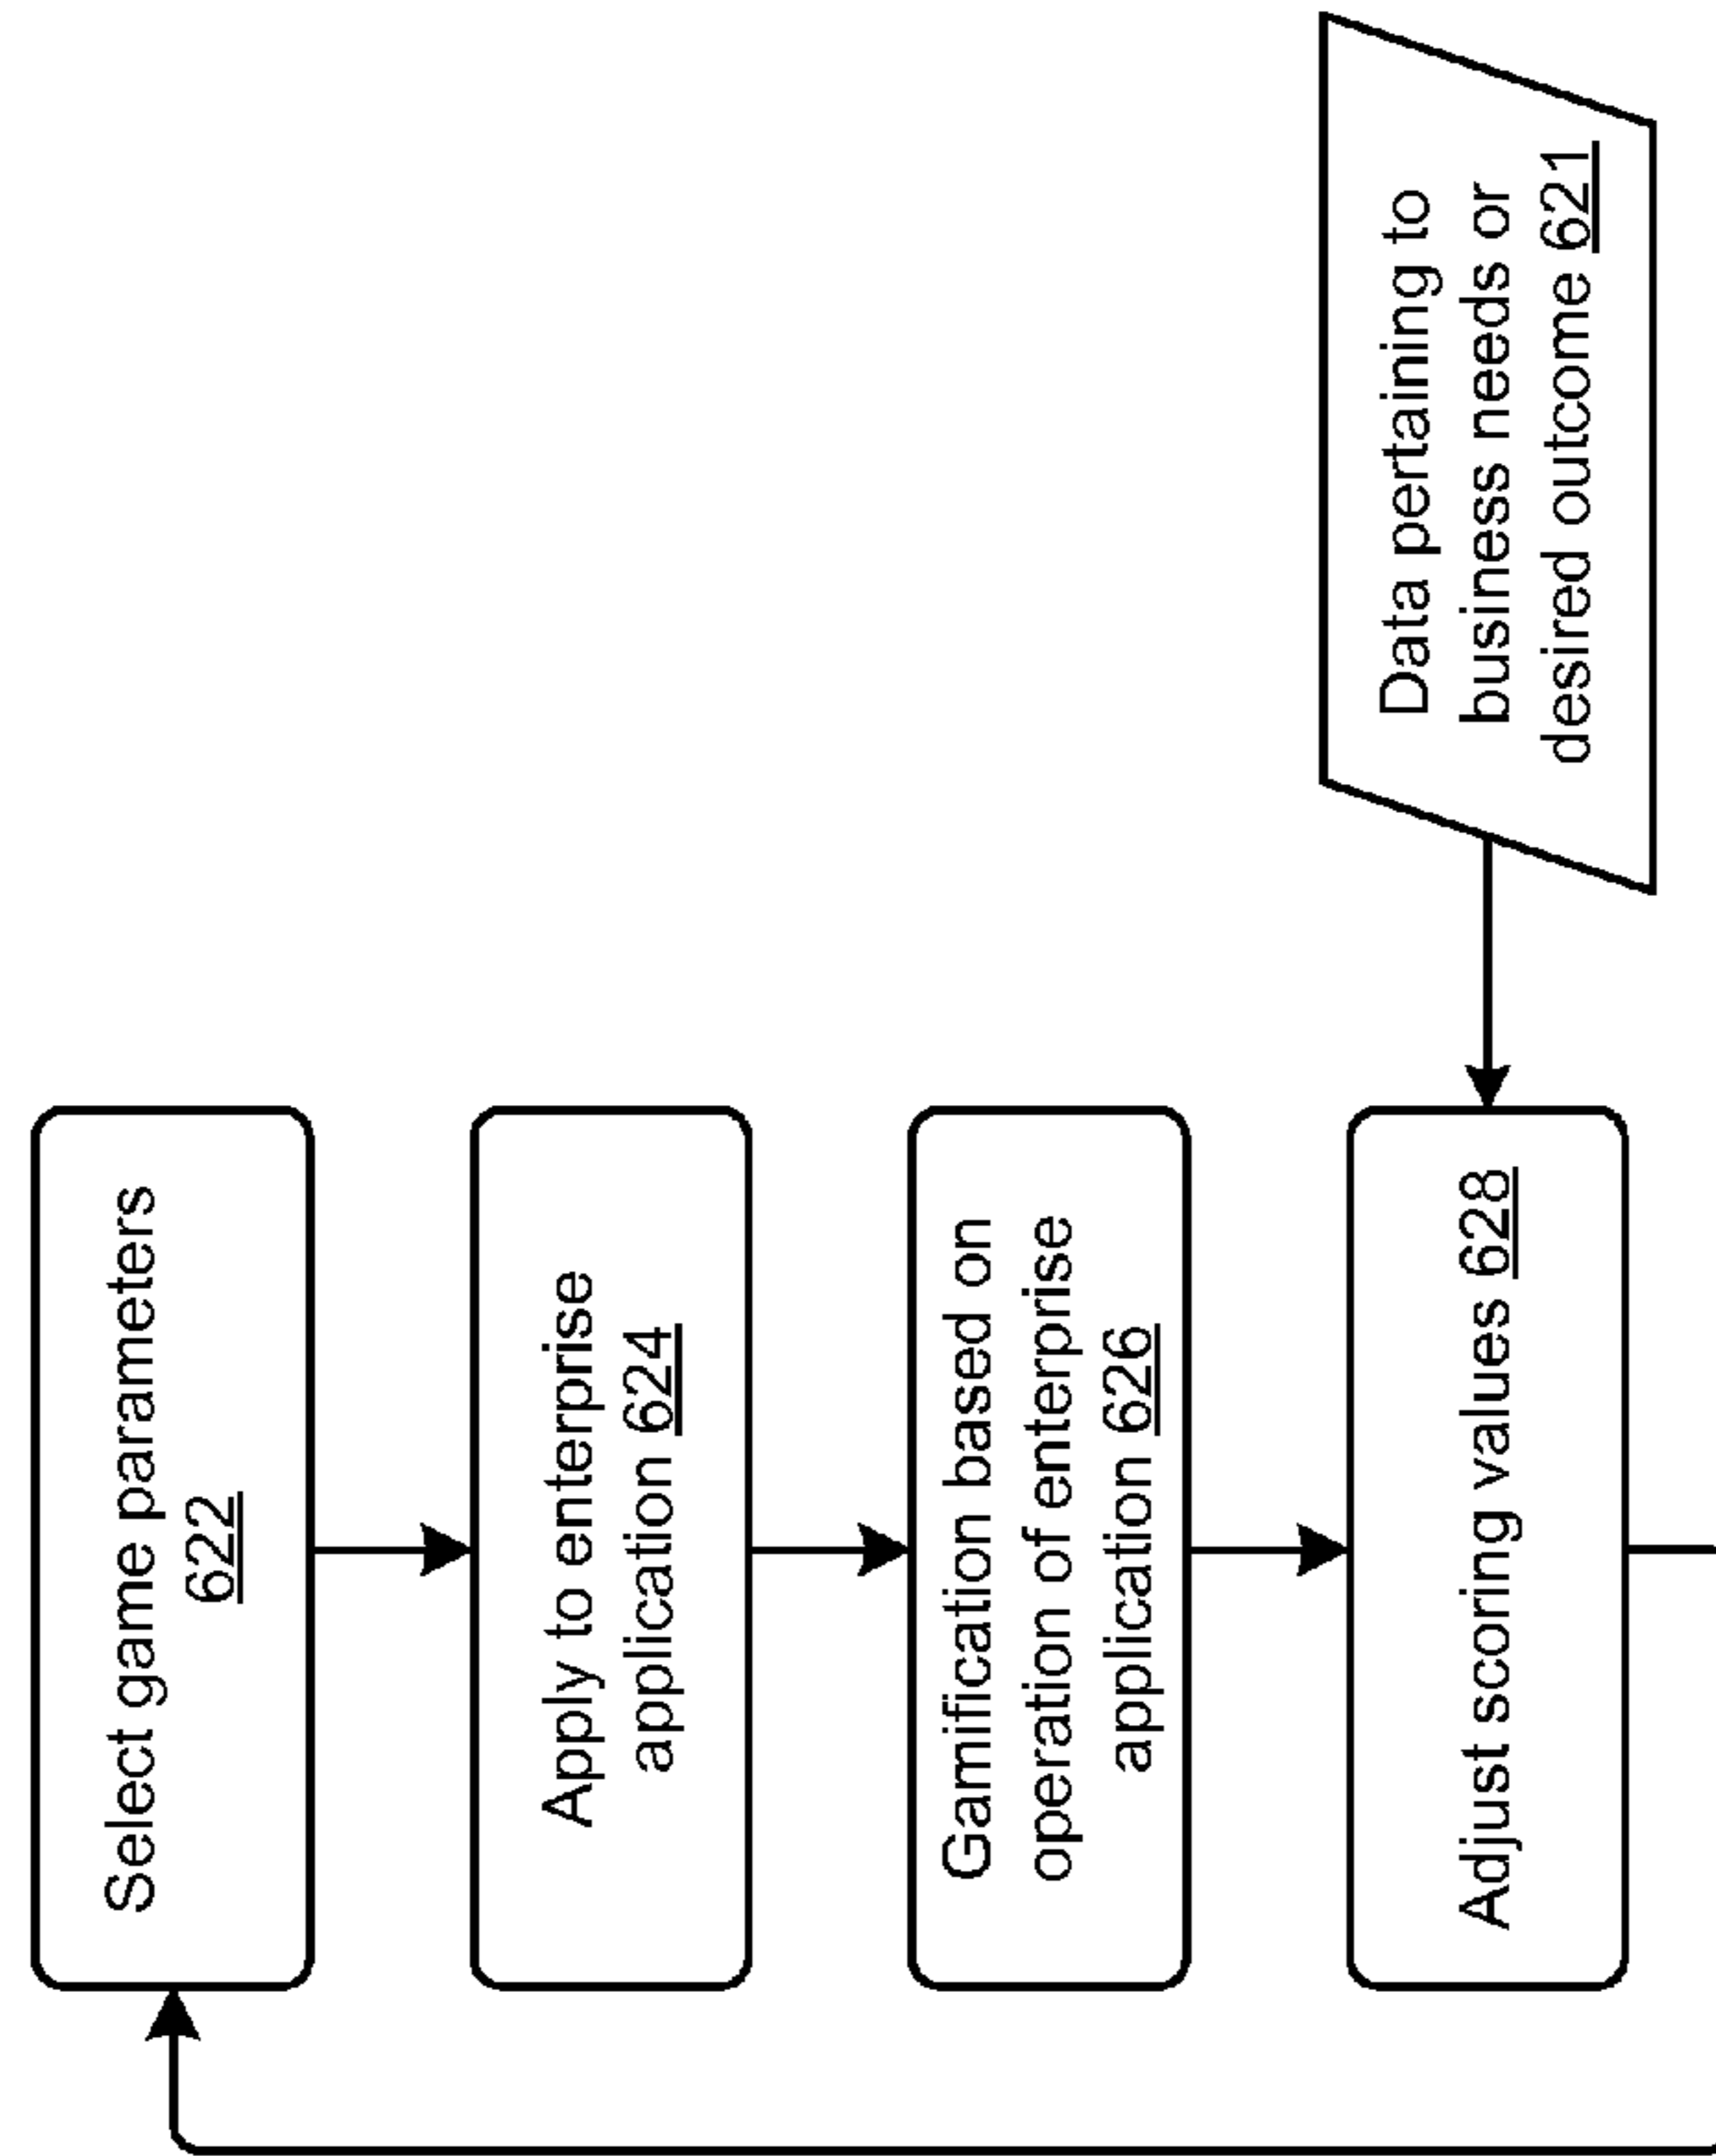 Select game parameters
622
Apply to enterprise
application 624
Gamification based on
operation of enterprise
application 626
Adjust scoring values 628
Data pertaining to
business needs or
desired outcome 621